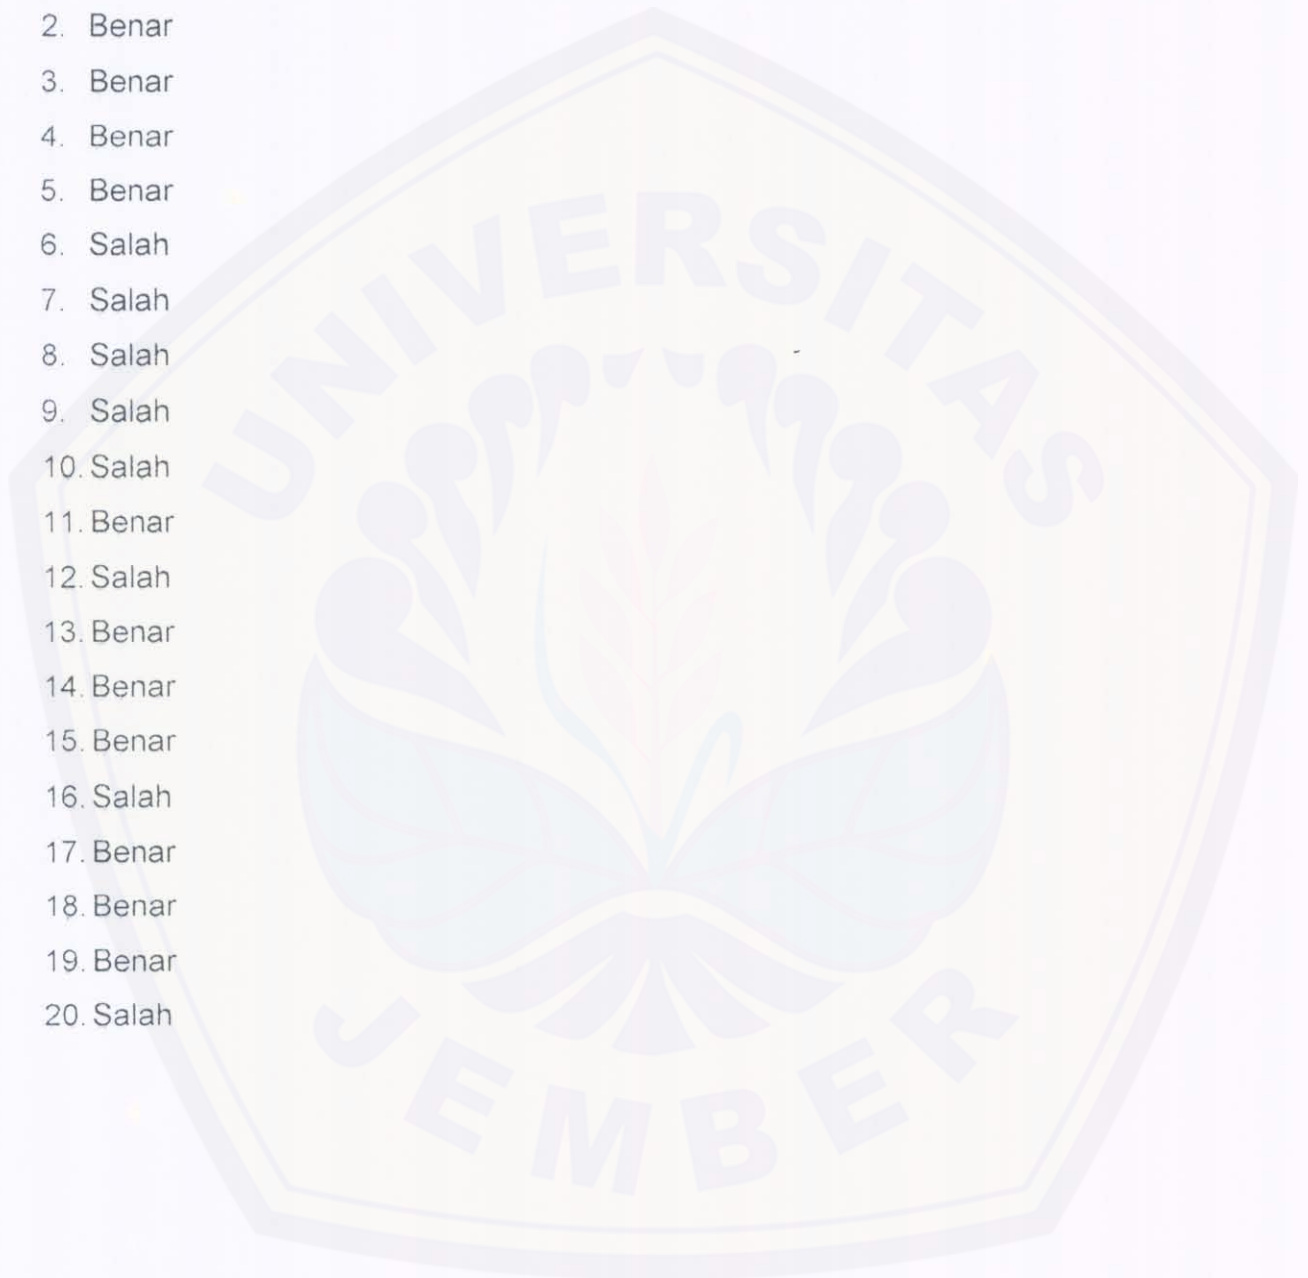 2. Benar
3. Benar
4. Benar
5. Benar
6. Salah
7. Salah
8. Salah
9. Salah
10. Salah
11. Benar
12. Salah
13. Benar
14. Benar
15. Benar
16. Salah
17. Benar
18. Benar
19. Benar
20. Salah
UNIVERSITAS
JEMBER